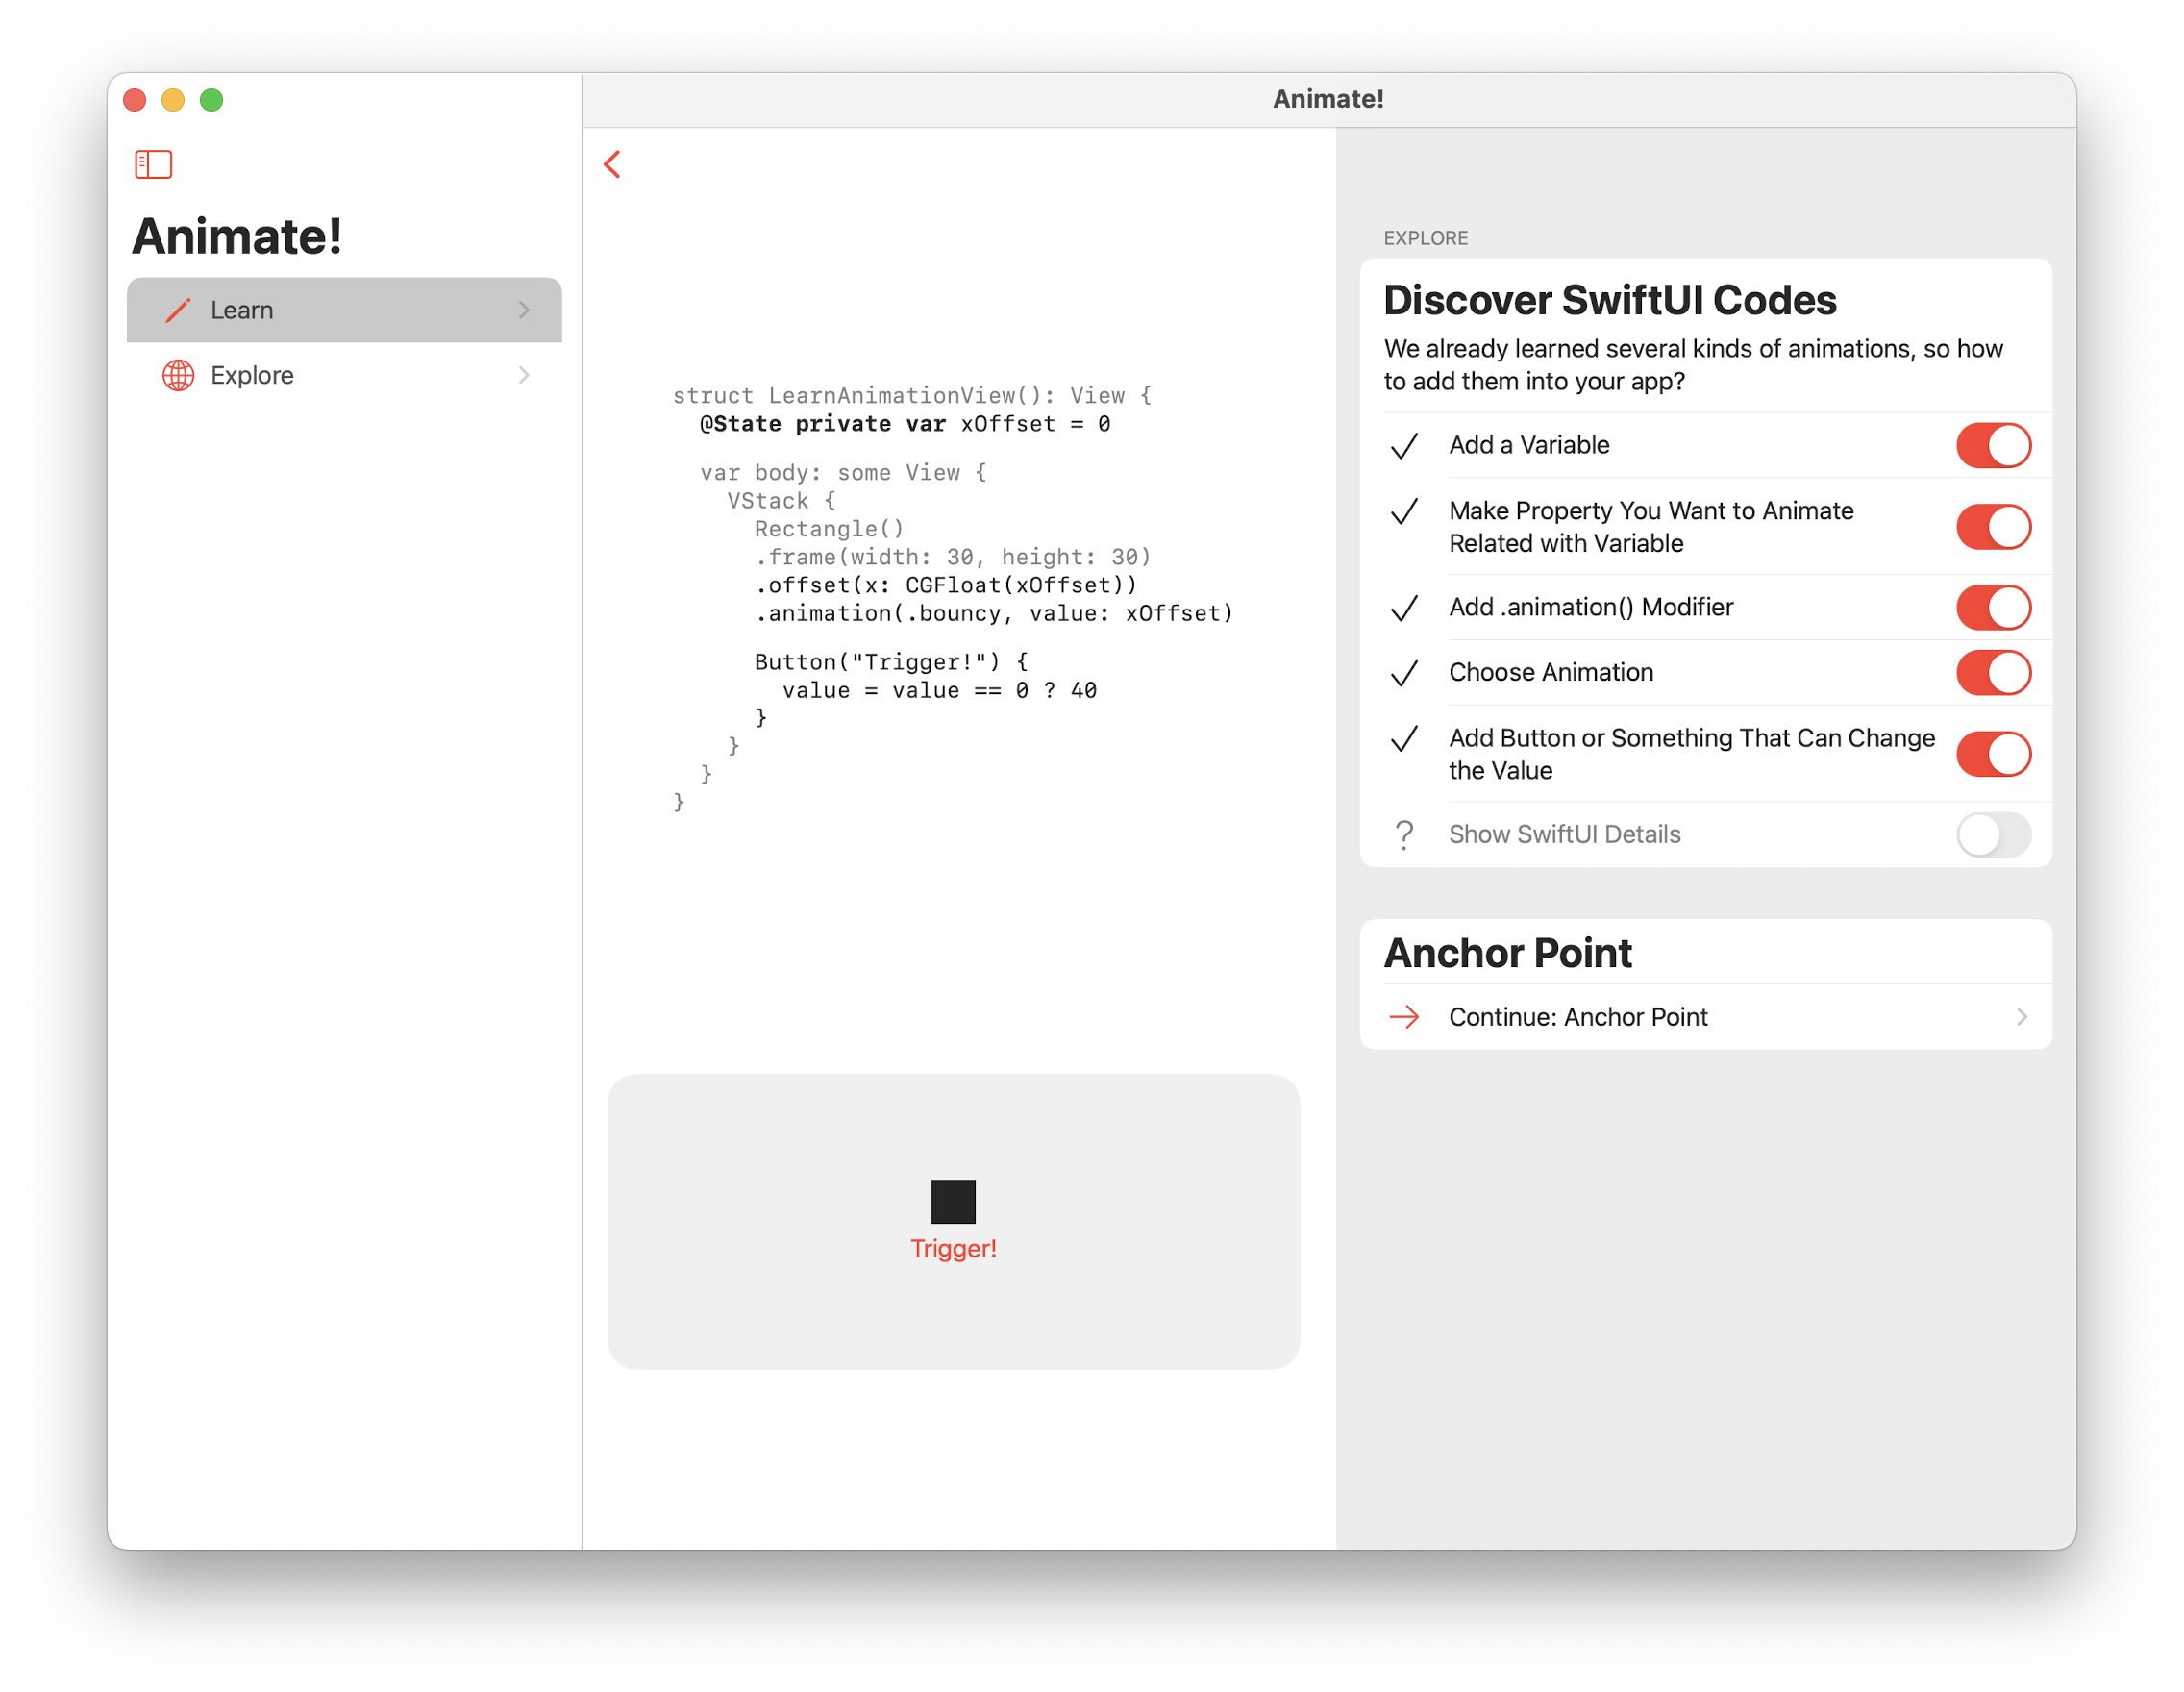 Animate!
Animate!
Learn
Explore
struct LearnAnimationView(): View {
@State private var xOffset = 0
var body: some View {
VStack {
Rectangle()
.frame(width: 30, height: 30)
.offset(x: CGFloat(xOffset))
.animation(.bouncy, value: xOffset)
Button("Trigger!") {
value = value == 0 ? 40
}
}
}
}
Trigger!
EXPLORE
Discover SwiftUI Codes
We already learned several kinds of animations, so how
to add them into your app?
Add a Variable
Make Property You Want to Animate
Related with Variable
Add .animation() Modifier
Choose Animation
Add Button or Something That Can Change
the Value
? Show SwiftUI Details
Anchor Point
Continue: Anchor Point